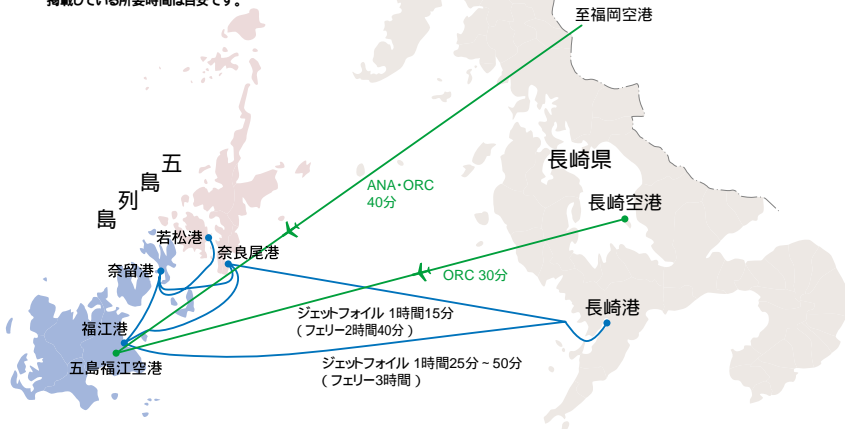 掲載している所要時間は目安です。
至福岡空港
長崎県
五島列島
ANA・ORC
40分
長崎空港
若松港
奈良尾港
奈留港
ORC 30分
長崎港
ジェットフォイル 1時間15分
（フェリー2時間40分）
福江港
五島福江空港
ジェットフォイル 1時間25分～50分
（フェリー3時間）